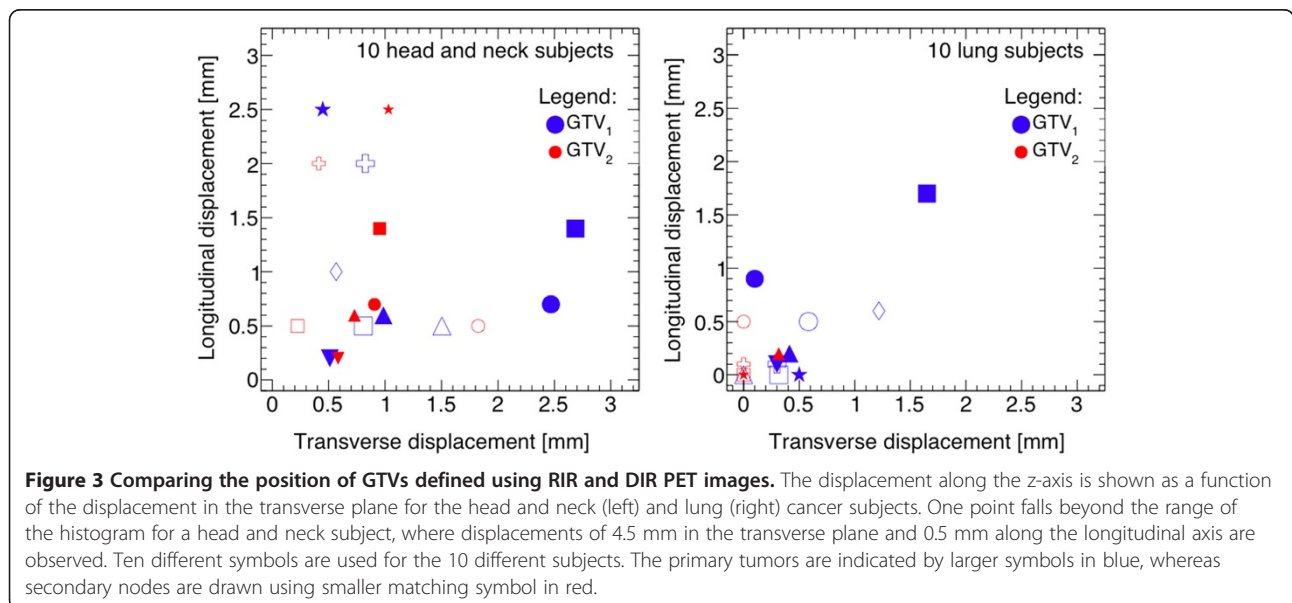 10 head and neck subjects
Legend:
GTV1
GTV2
3
2.5
2
1.5
1
0.5
0
Longitudinal displacement [mm]
0 0.5 1 1.5 2 2.5 3
Transverse displacement [mm]
10 lung subjects
Legend:
GTV1
GTV2
3
2.5
2
1.5
1
0.5
0
Longitudinal displacement [mm]
0 0.5 1 1.5 2 2.5 3
Transverse displacement [mm]
Figure 3 Comparing the position of GTVs defined using RIR and DIR PET images. The displacement along the z-axis is shown as a function
of the displacement in the transverse plane for the head and neck (left) and lung (right) cancer subjects. One point falls beyond the range of
the histogram for a head and neck subject, where displacements of 4.5 mm in the transverse plane and 0.5 mm along the longitudinal axis are
observed. Ten different symbols are used for the 10 different subjects. The primary tumors are indicated by larger symbols in blue, whereas
secondary nodes are drawn using smaller matching symbol in red.